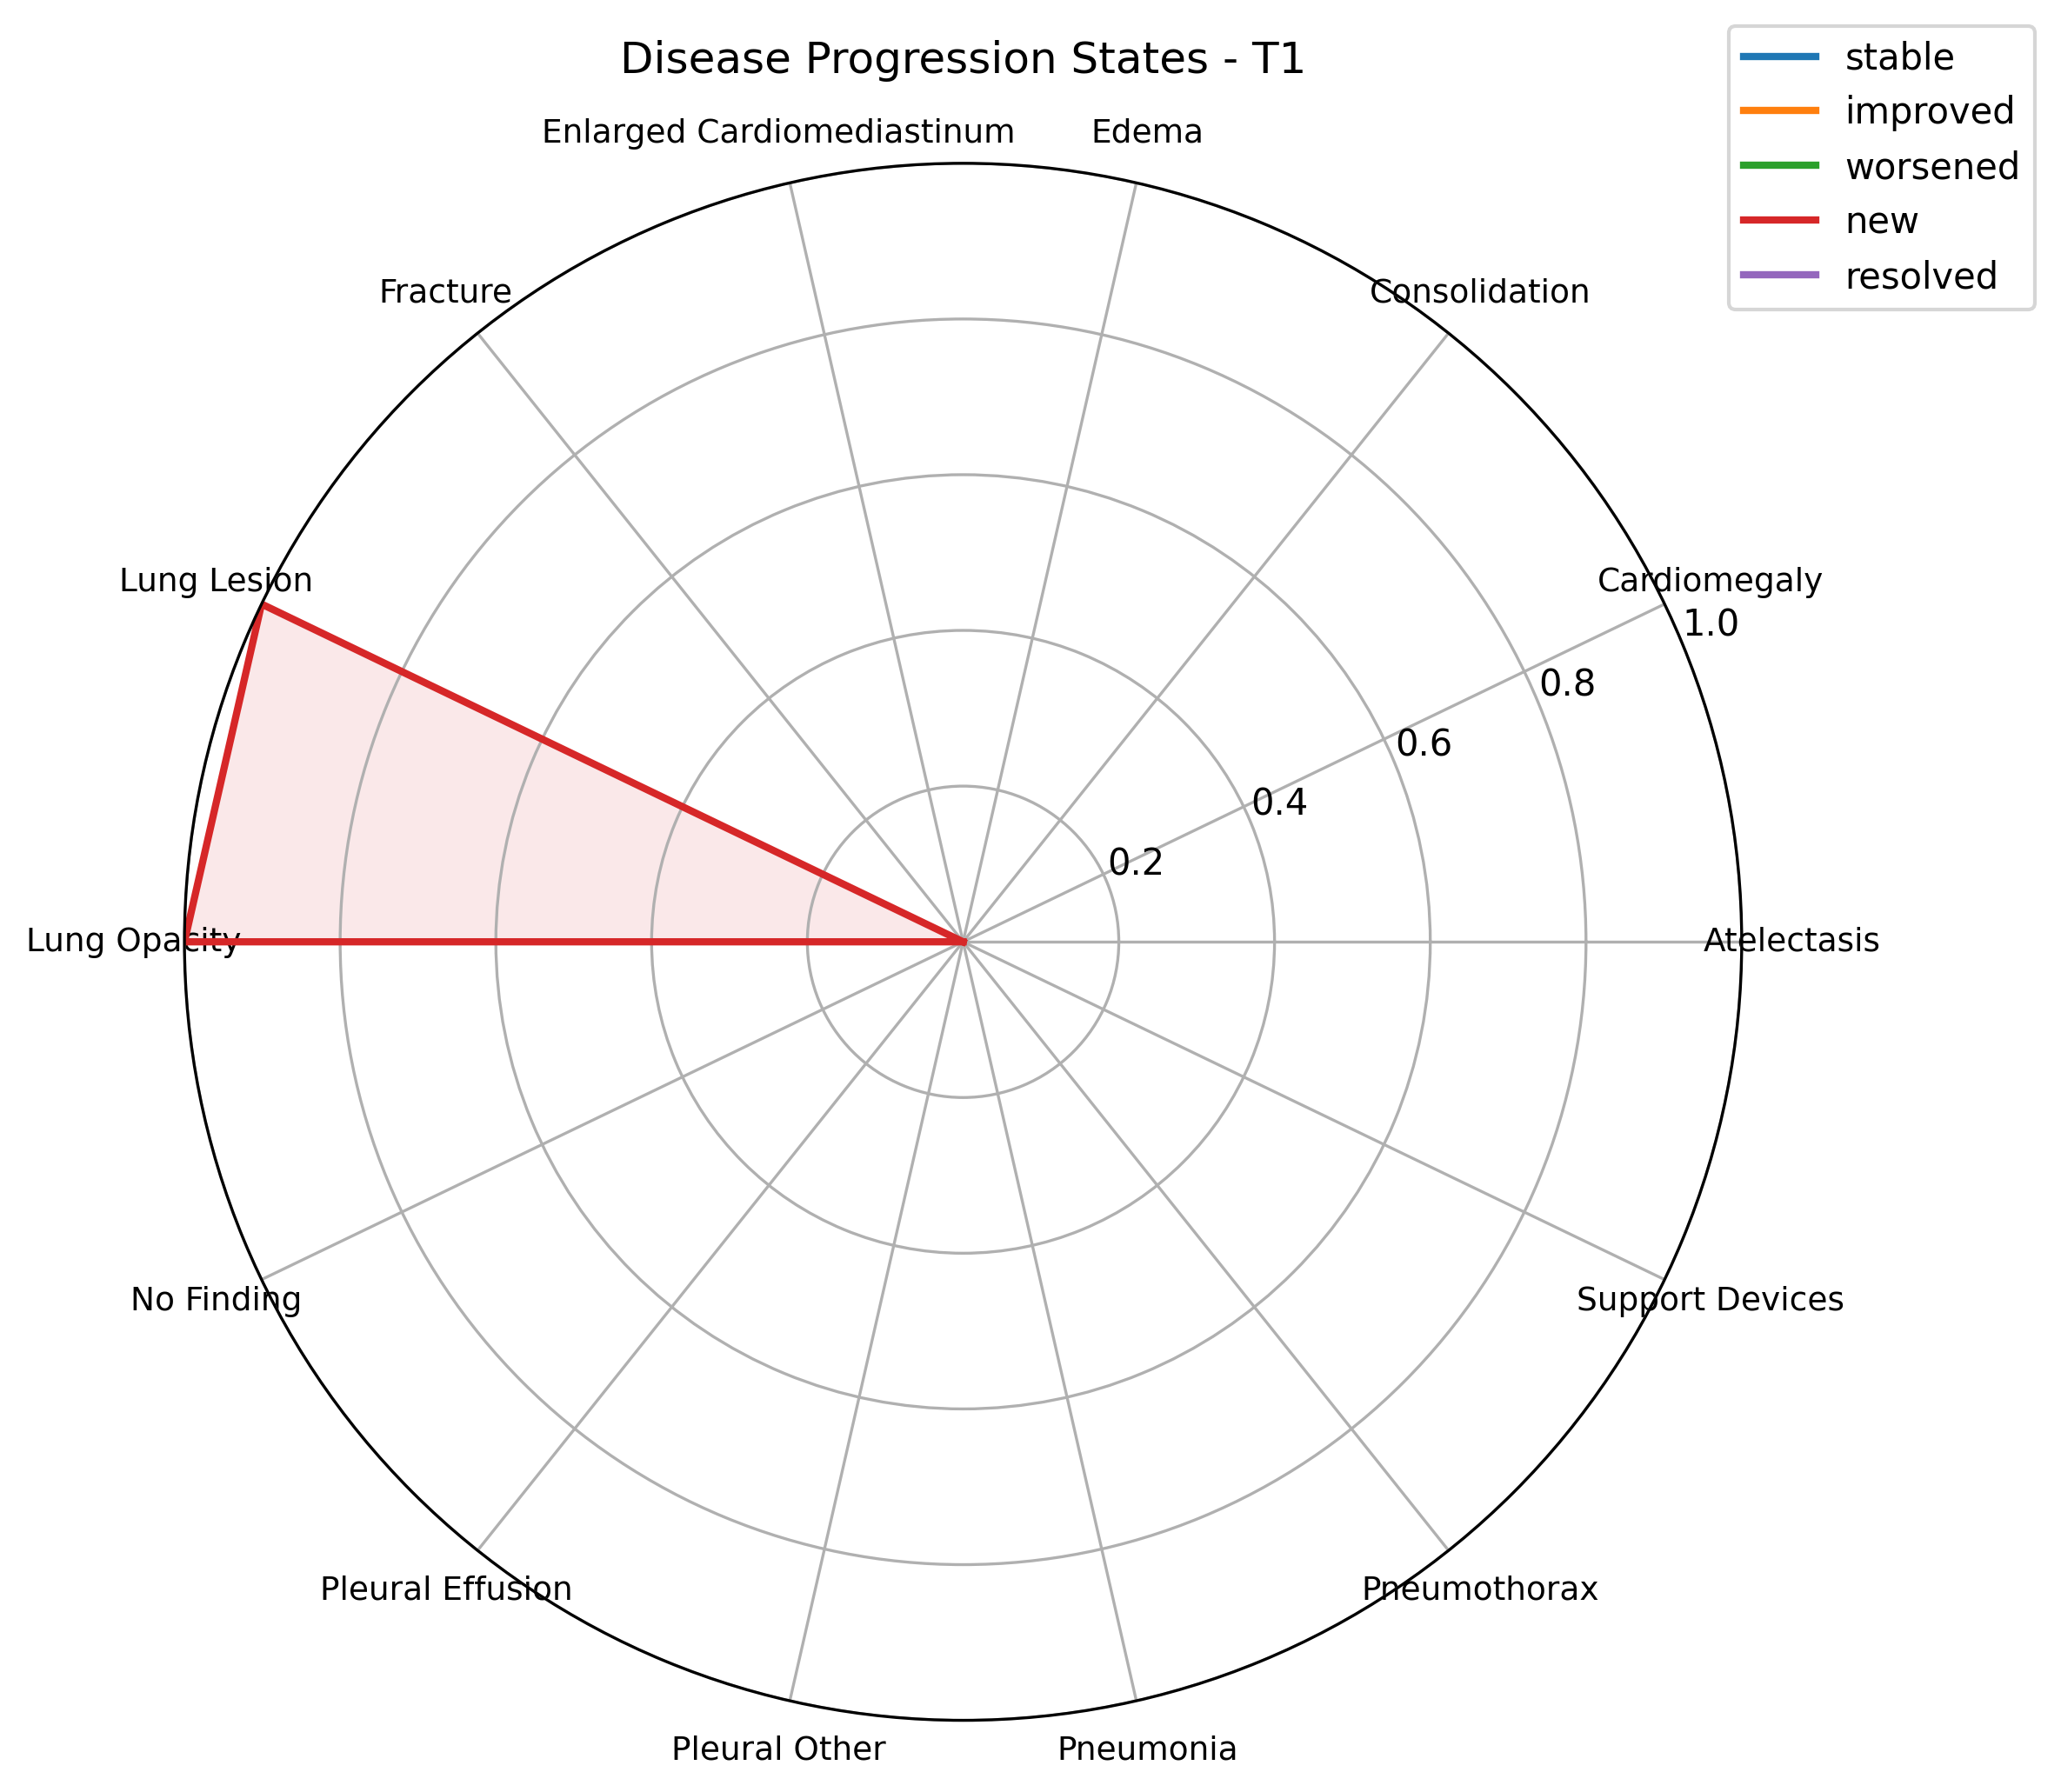 Disease Progression States - T1
stable
improved
worsened
new
resolved
Enlarged Cardiomediastinum
Edema
Fracture
Consolidation
Lung Lesion
Cardiomegaly
1.0
0.8
0.6
0.4
0.2
Lung Opacity
Atelectasis
No Finding
Support Devices
Pleural Effusion
Pneumothorax
Pleural Other
Pneumonia